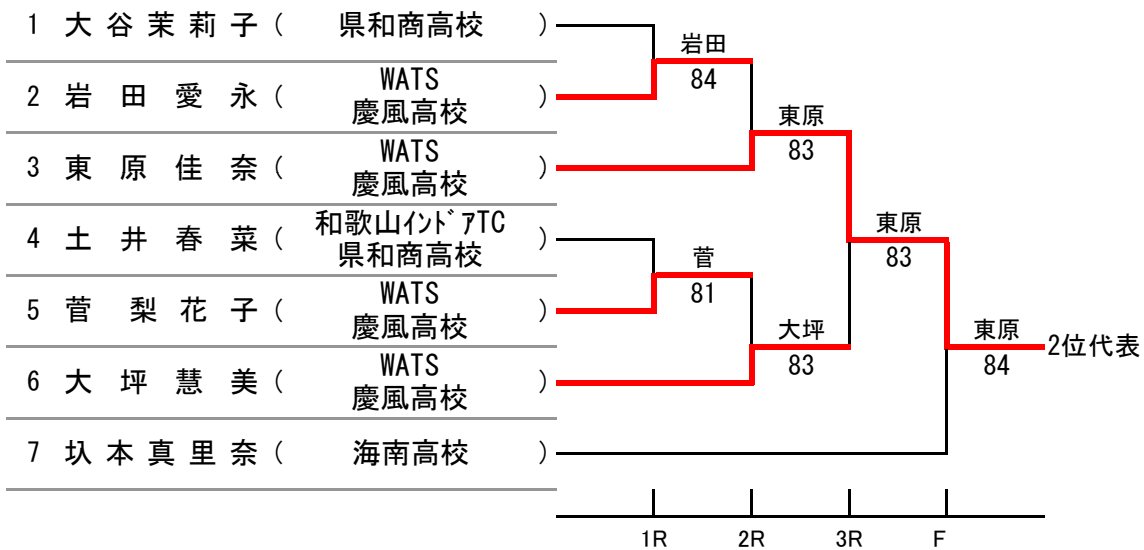 1 大谷茉莉子 ( 県和商高校 )
岩田
84
2 岩田愛永 ( WATS
慶風高校 )
東原
83
3 東原佳奈 ( WATS
慶風高校 )
4 土井春菜 ( 和歌山インドアTC
県和商高校 )
東原
83
菅
81
5 菅梨花子 ( WATS
慶風高校 )
大坪
83
東原
84
2位代表
6 大坪慧美 ( WATS
慶風高校 )
7 圦本真里奈 ( 海南高校 )
1R 2R 3R F